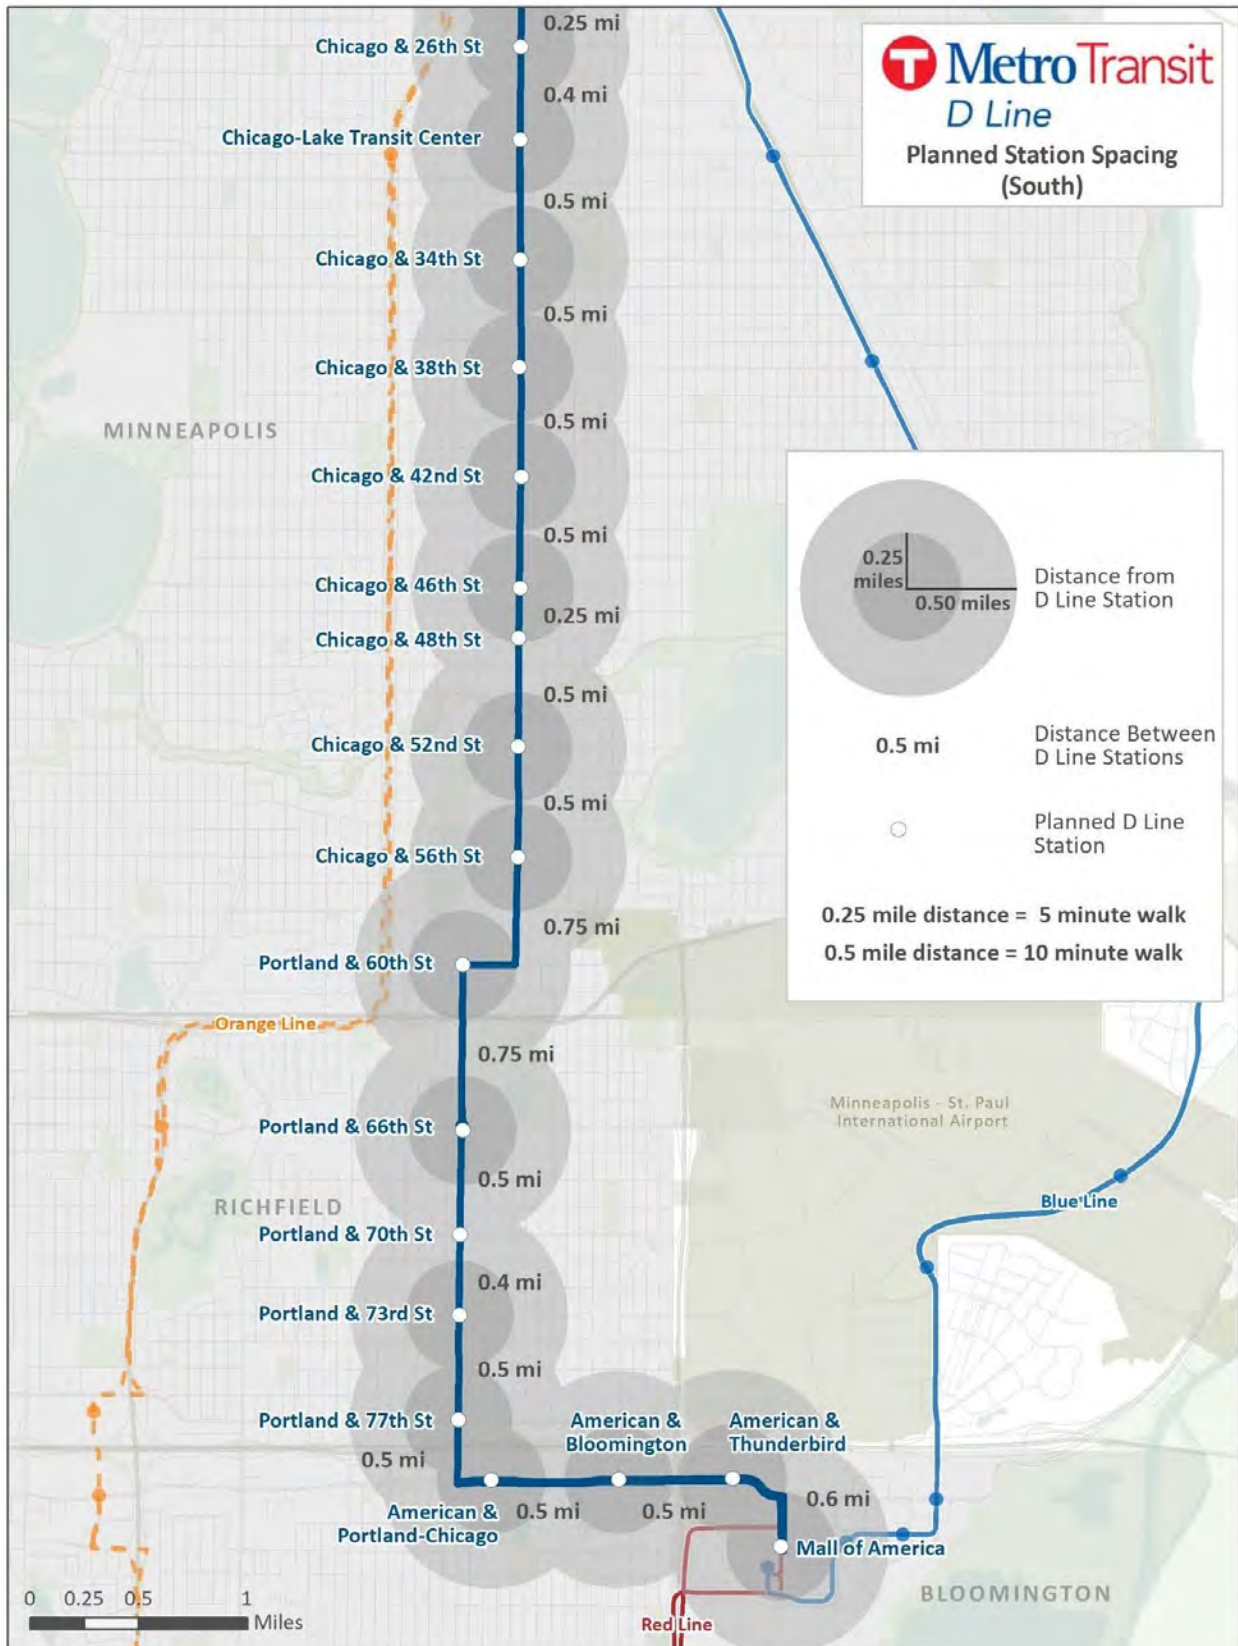 0.25 mi
Chicago & 26th St
0.4 mi
Chicago-Lake Transit Center
0.5 mi
Chicago & 34th St
0.5 mi
Chicago & 38th St
0.5 mi
Chicago & 42nd St
0.5 mi
Chicago & 46th St
0.25 mi
Chicago & 48th St
0.5 mi
Chicago & 52nd St
0.5 mi
Chicago & 56th St
0.75 mi
Portland & 60th St
0.75 mi
Portland & 66th St
0.5 mi
Portland & 70th St
0.4 mi
Portland & 73rd St
0.5 mi
Portland & 77th St
0.5 mi
American &
Portland-Chicago
0.5 mi
American &
Bloomington
0.5 mi
American &
Thunderbird
0.6 mi
Mall of America
MINNEAPOLIS
Orange Line
RICHFIELD
Minneapolis - St. Paul
International Airport
Blue Line
BLOOMINGTON
Red Line
0 0.25 0.5 1
Miles
T MetroTransit
D Line
Planned Station Spacing
(South)
0.25
miles
0.50 miles
Distance from
D Line Station
0.5 mi
Distance Between
D Line Stations
Planned D Line
Station
0.25 mile distance = 5 minute walk
0.5 mile distance = 10 minute walk